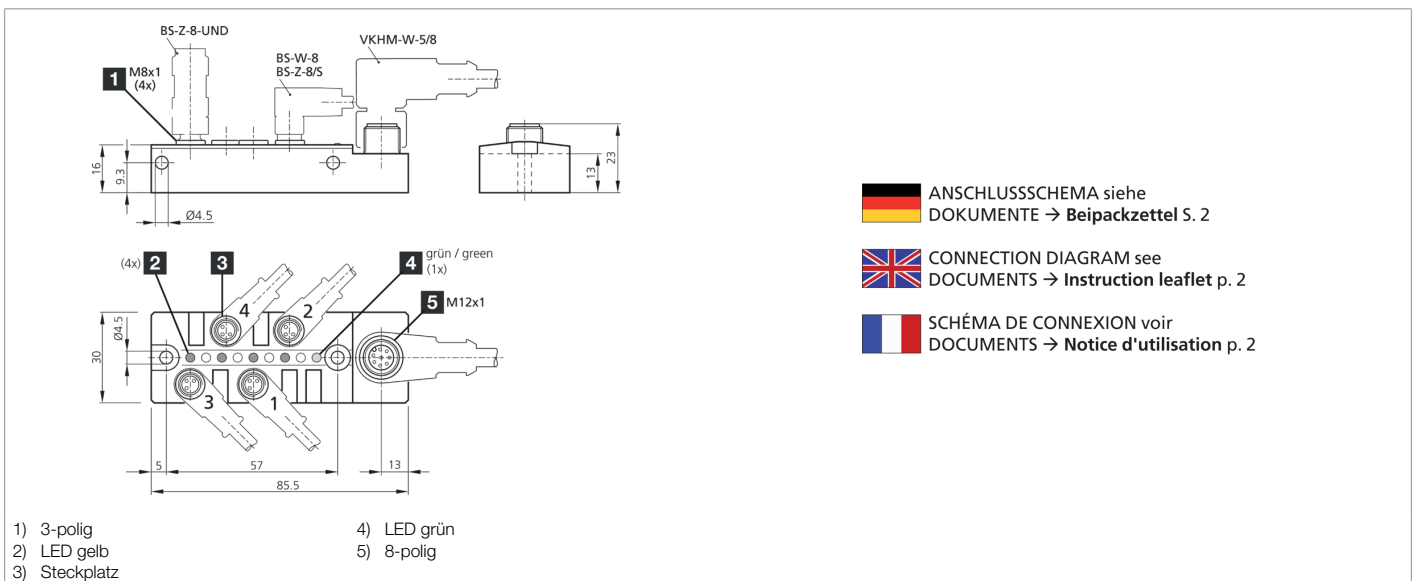 BS-Z-8-UND
VKHM-W-5/8
BS-W-8
BS-Z-8/S
1 M8x1
(4x)
16
9.3
Ø4.5
13
23
(4x) 2
3
4 grün / green
(1x)
5 M12x1
4
2
Ø4.5
30
3
1
5
57
13
85.5
1) 3-polig
2) LED gelb
3) Steckplatz
4) LED grün
5) 8-polig
ANSCHLUSSSCHEMA siehe
DOKUMENTE → Beipackzettel S. 2
CONNECTION DIAGRAM see
DOCUMENTS → Instruction leaflet p. 2
SCHÉMA DE CONNEXION voir
DOCUMENTS → Notice d'utilisation p. 2